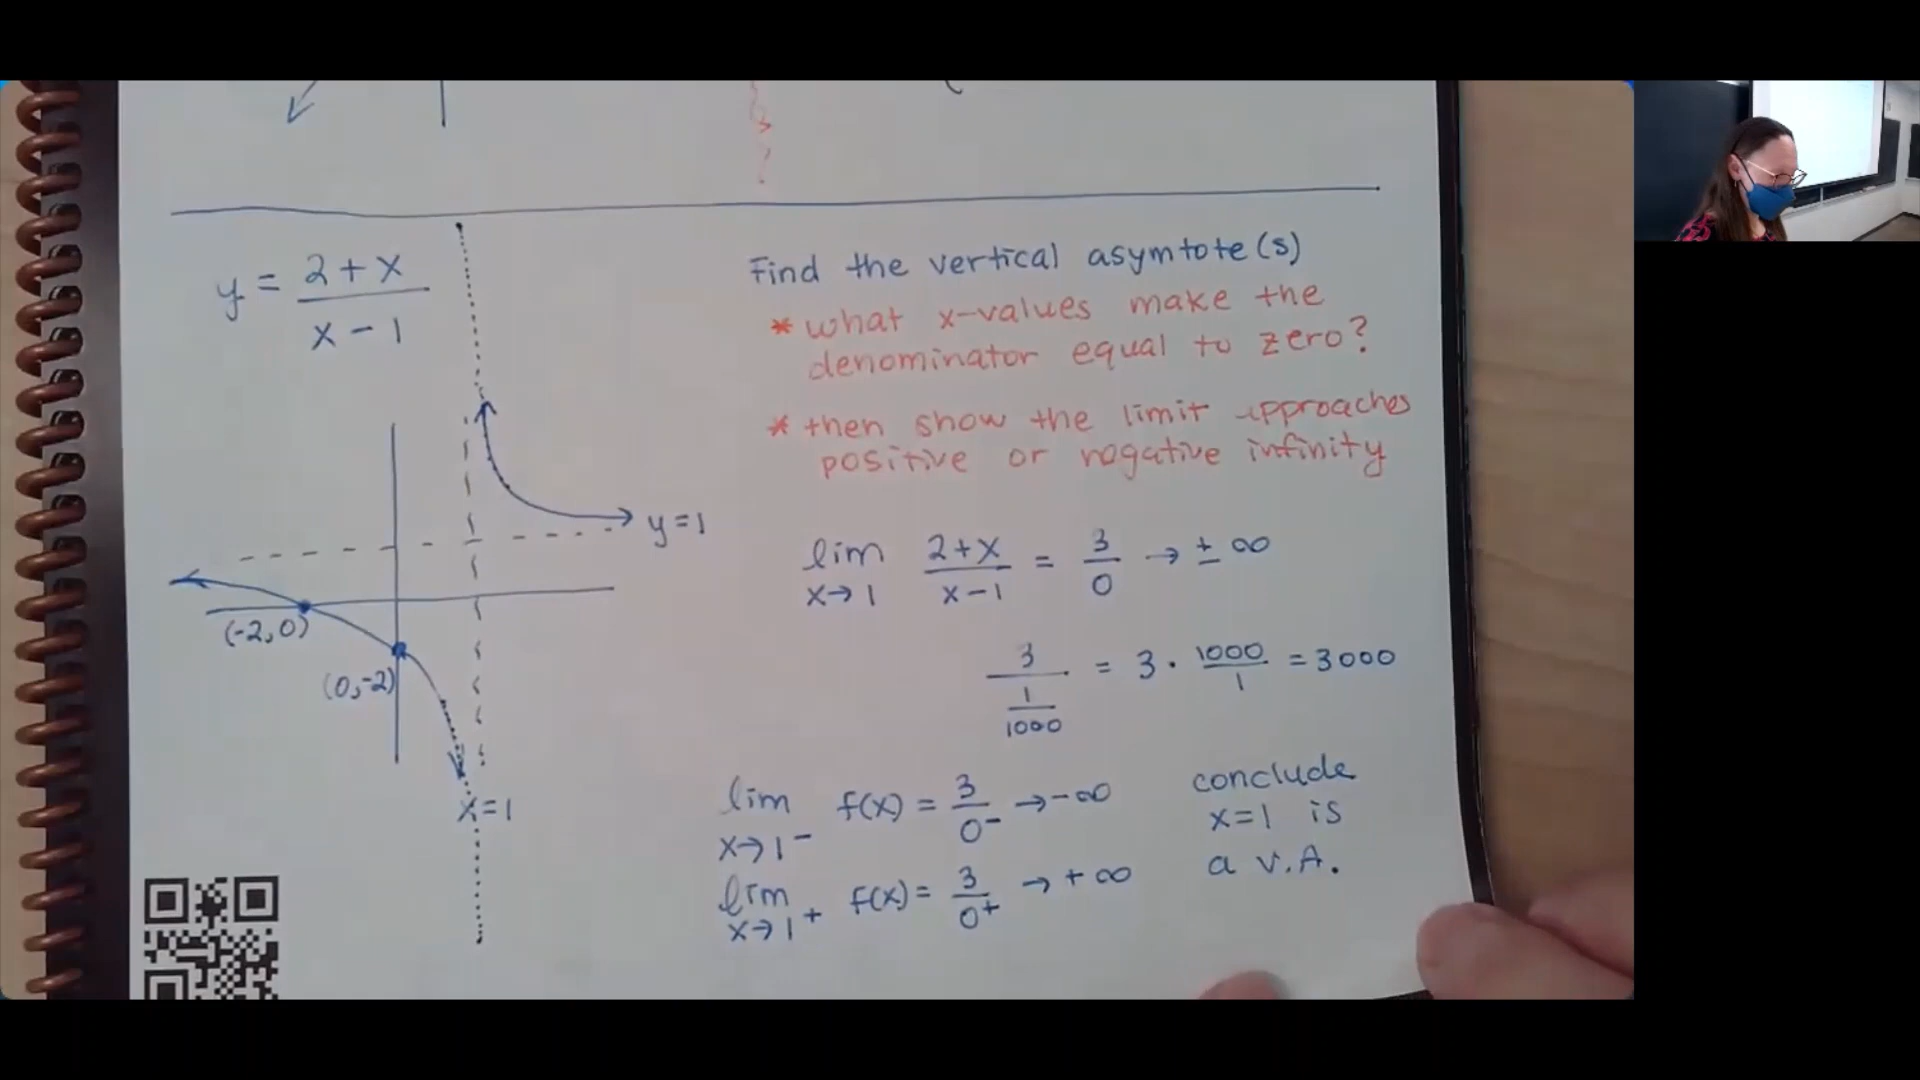 y = 2+x / x-1
Find the vertical asymtote(s)
* what x-values make the
denominator equal to zero?
* then show the limit approaches
positive or negative infinity
y=1
lim x→1 2+x / x-1 = 3/0 → ± ∞
(-2,0)
(0,-2)
3 / (1/1000) = 3 · 1000/1 = 3000
x=1
lim x→1⁻ f(x) = 3/0⁻ → -∞
lim x→1⁺ f(x) = 3/0⁺ → +∞
conclude
x=1 is
a V.A.